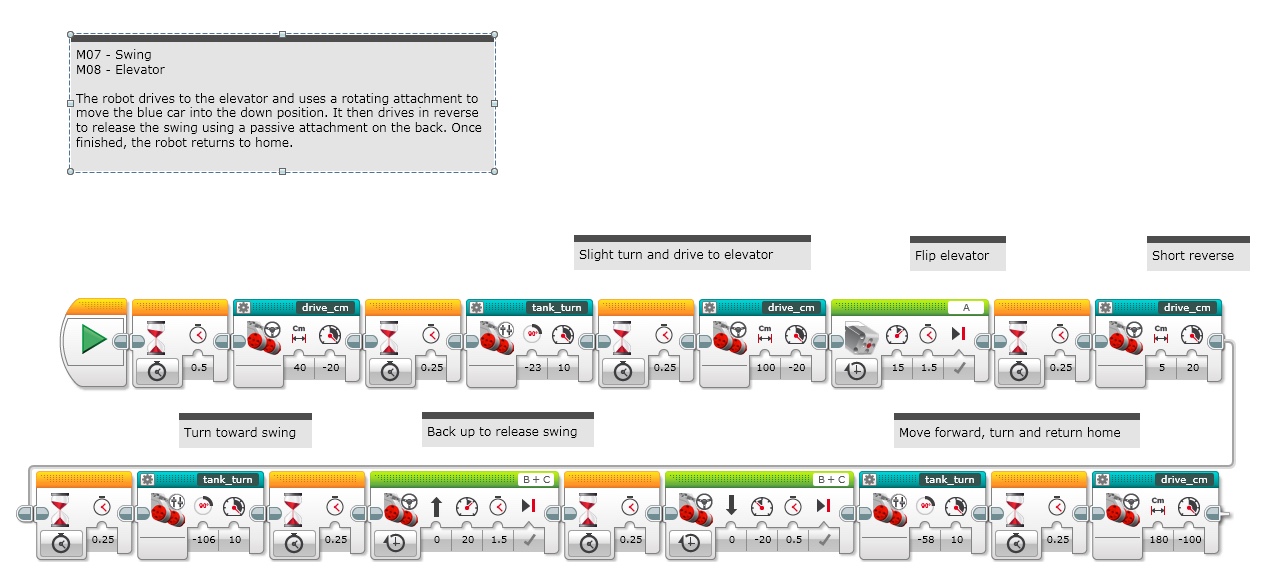 M07 - Swing
M08 - Elevator
The robot drives to the elevator and uses a rotating attachment to
move the blue car into the down position. It then drives in reverse
to release the swing using a passive attachment on the back. Once
finished, the robot returns to home.
Slight turn and drive to elevator
Flip elevator
Short reverse
drive_cm tank_turn drive_cm A drive_cm
Cm 90° Cm Cm
0.5 40 -20 0.25 -23 10 0.25 100 -20 15 1.5 0.25 5 20
Turn toward swing
Back up to release swing
Move forward, turn and return home
tank_turn B + C B + C tank_turn drive_cm
90° 90° Cm
0.25 -106 10 0.25 0 20 1.5 0.25 0 -20 0.5 -58 10 0.25 180 -100